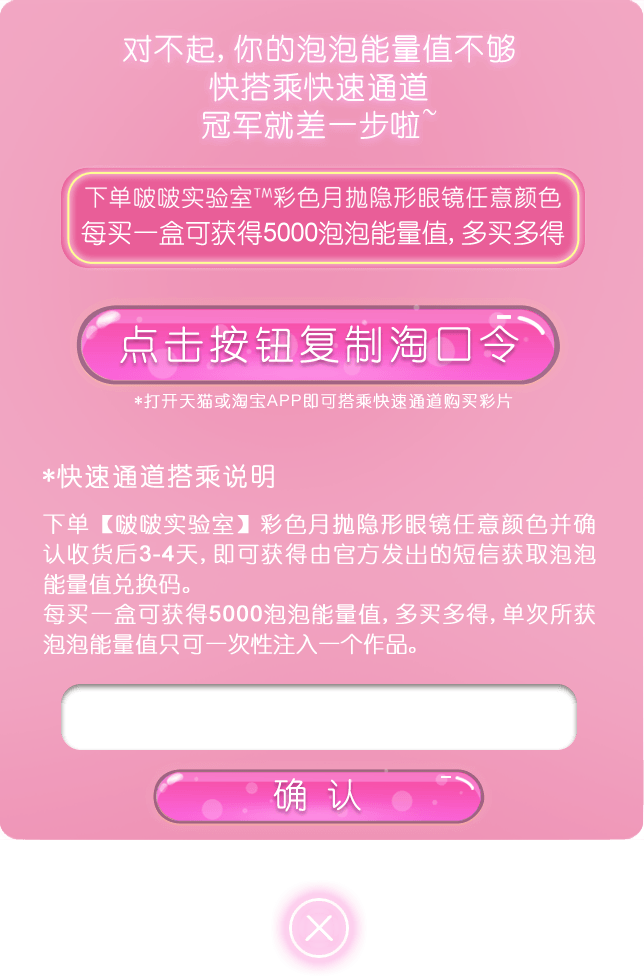 对不起,你的泡泡能量值不够
快搭乘快速通道
冠军就差一步啦~
下单啵啵实验室™彩色月抛隐形眼镜任意颜色
每买一盒可获得5000泡泡能量值,多买多得
点击按钮复制淘口令
*打开天猫或淘宝APP即可搭乘快速通道购买彩片
*快速通道搭乘说明
下单【啵啵实验室】彩色月抛隐形眼镜任意颜色并确
认收货后3-4天,即可获得由官方发出的短信获取泡泡
能量值兑换码。
每买一盒可获得5000泡泡能量值,多买多得,单次所获
泡泡能量值只可一次性注入一个作品。
确 认